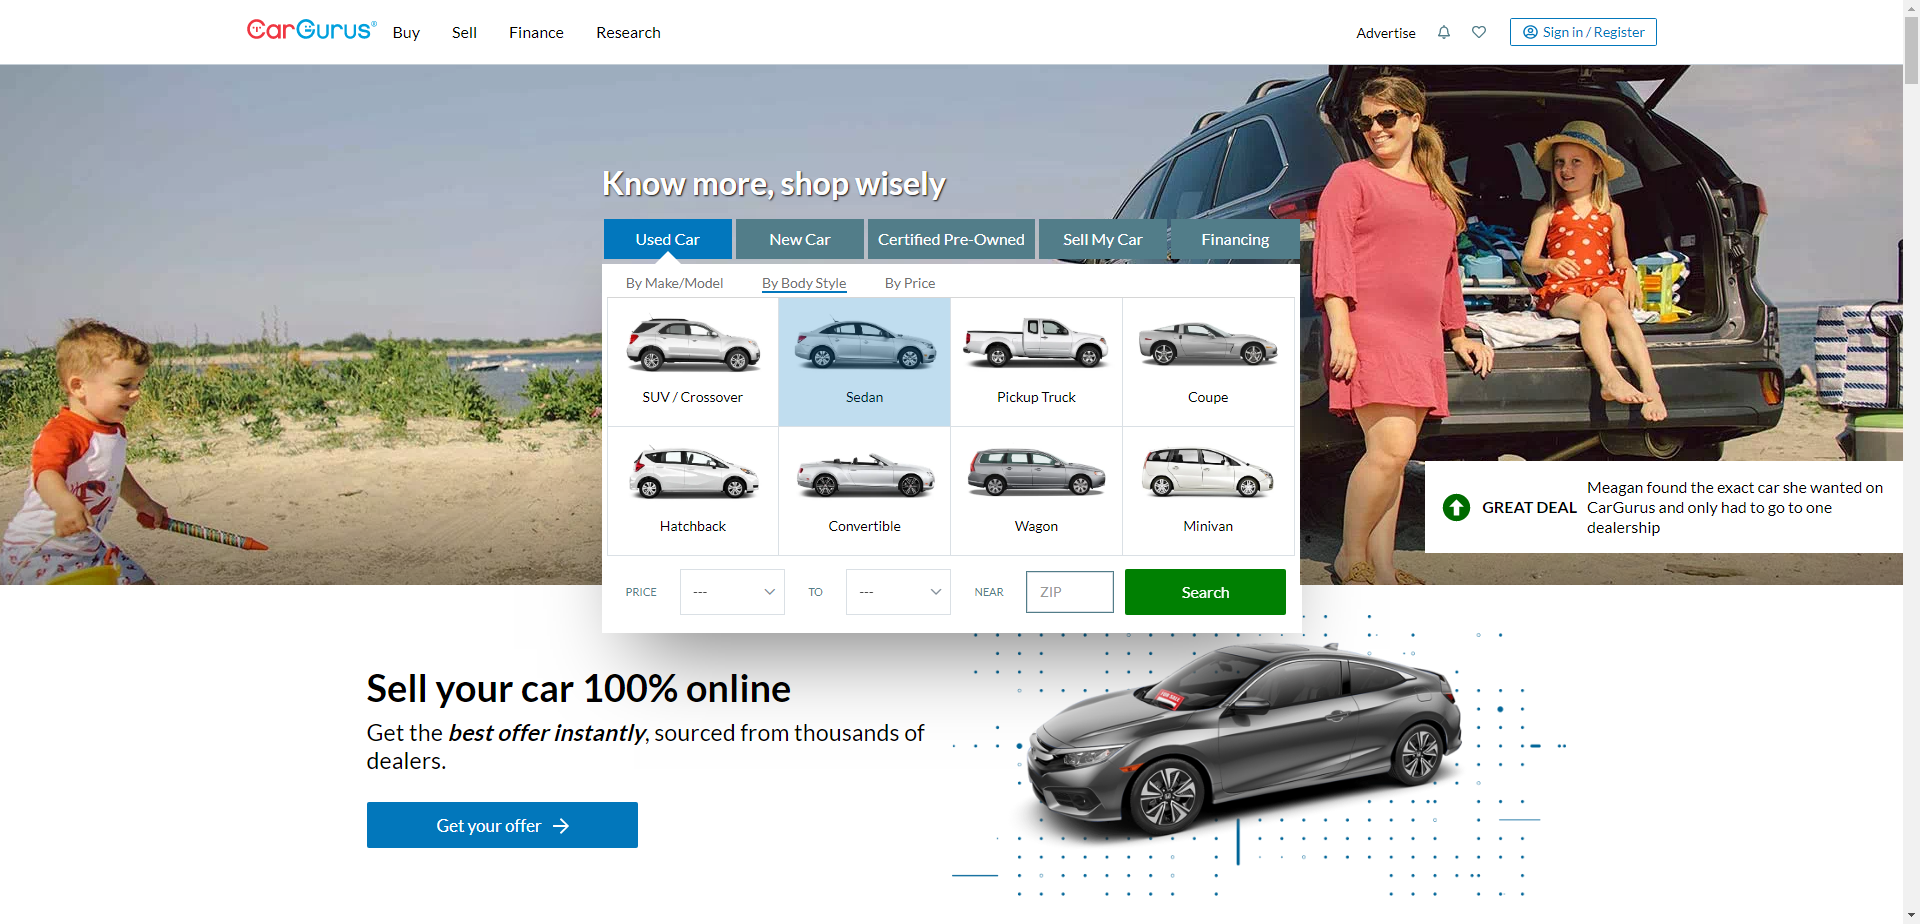 CarGurus®
Buy
Sell
Finance
Research
Advertise
Sign in / Register
Know more, shop wisely
Used Car
New Car
Certified Pre-Owned
Sell My Car
Financing
By Make/Model
By Body Style
By Price
SUV / Crossover
Sedan
Pickup Truck
Coupe
Hatchback
Convertible
Wagon
Minivan
GREAT DEAL
Meagan found the exact car she wanted on
CarGurus and only had to go to one
dealership
PRICE
---
TO
---
NEAR
ZIP
Search
Sell your car 100% online
Get the best offer instantly, sourced from thousands of
dealers.
FOR SALE
Get your offer